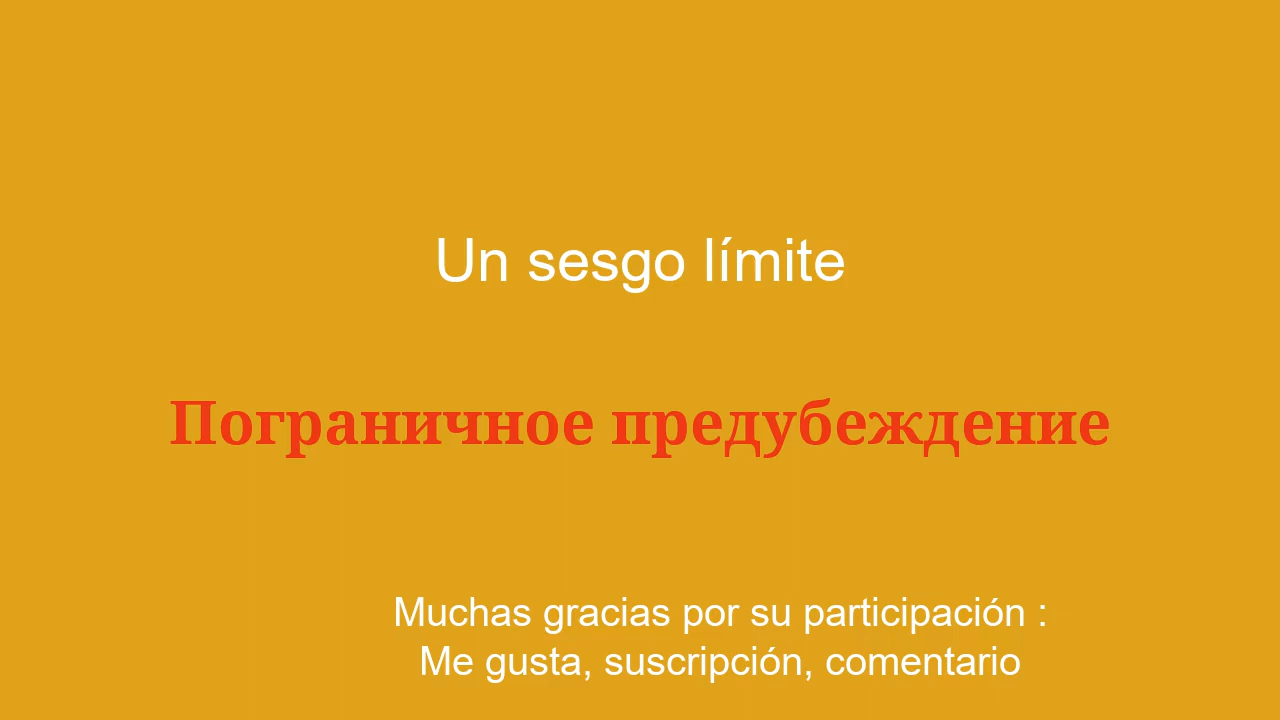 Un sesgo límite
Пограничное предубеждение
Muchas gracias por su participación :
Me gusta, suscripción, comentario